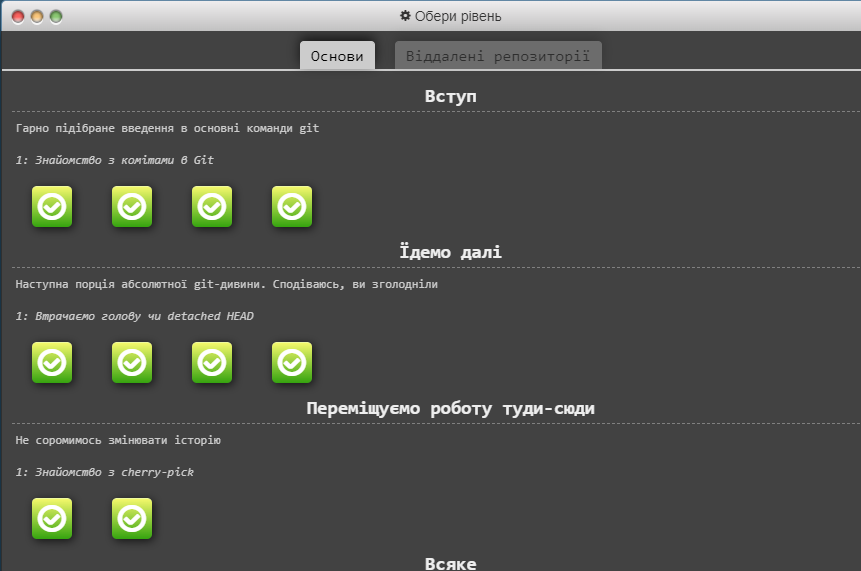 Обери рівень
Основи
Віддалені репозиторії
Вступ
Гарно підібране введення в основні команди git
1: Знайомство з комітами в Git
Їдемо далі
Наступна порція абсолютної git-дивини. Сподіваюсь, ви зголодніли
1: Втрачаємо голову чи detached HEAD
Переміщуємо роботу туди-сюди
Не соромимось змінювати історію
1: Знайомство з cherry-pick
Всяке